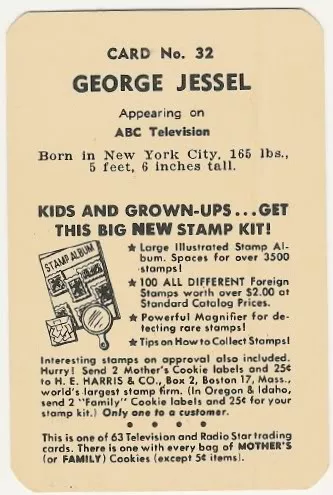 CARD No. 32
GEORGE JESSEL
Appearing on
ABC Television
Born in New York City, 165 lbs.,
5 feet, 6 inches tall.
KIDS AND GROWN-UPS...GET
THIS BIG NEW STAMP KIT!
STAMP ALBUM
★ Large Illustrated Stamp Al-
bum. Spaces for over 3500
stamps!
★ 100 ALL DIFFERENT Foreign
Stamps worth over $2.00 at
Standard Catalog Prices.
★ Powerful Magnifier for de-
tecting rare stamps!
★ Tips on How to Collect Stamps!
Interesting stamps on approval also included.
Hurry! Send 2 Mother's Cookie labels and 25¢
to H. E. HARRIS & CO., Box 2, Boston 17, Mass.,
world's largest stamp firm. (In Oregon & Idaho,
send 2 "Family" Cookie labels and 25¢ for your
stamp kit.) Only one to a customer.
• • • •
This is one of 63 Television and Radio Star trading
cards. There is one with every bag of MOTHER'S
(or FAMILY) Cookies (except 5¢ items).